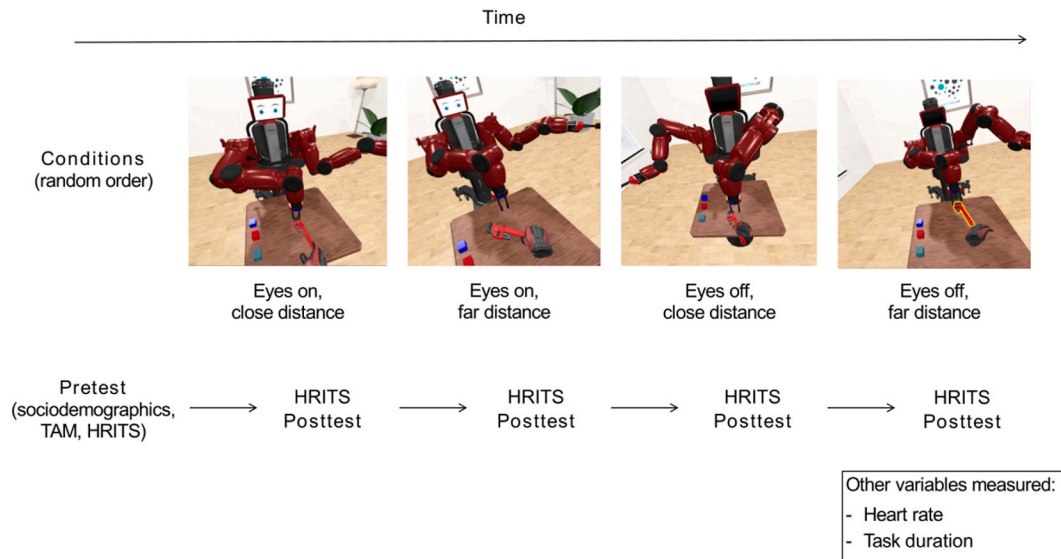 Time
Conditions
(random order)
Eyes on,
close distance
Eyes on,
far distance
Eyes off,
close distance
Eyes off,
far distance
Pretest
(sociodemographics,
TAM, HRITS)
HRITS
Posttest
HRITS
Posttest
HRITS
Posttest
HRITS
Posttest
Other variables measured:
- Heart rate
- Task duration